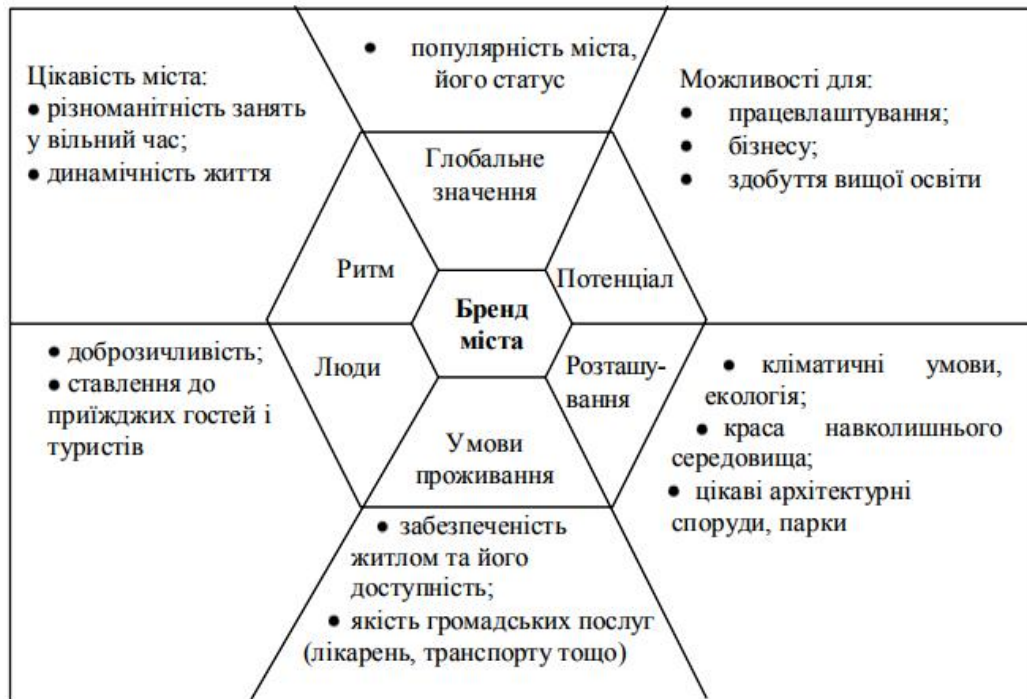 Цікавість міста:
● різноманітність занять
у вільний час;
● динамічність життя
● популярність міста,
його статус
Можливості для:
● працевлаштування;
● бізнесу;
● здобуття вищої освіти
Глобальне
значення
Ритм
Потенціал
Бренд
міста
Люди
Розташу-
вання
Умови
проживання
● доброзичливість;
● ставлення до
приїжджих гостей і
туристів
● кліматичні умови,
екологія;
● краса навколишнього
середовища;
● цікаві архітектурні
споруди, парки
● забезпеченість
житлом та його
доступність;
● якість громадських послуг
(лікарень, транспорту тощо)